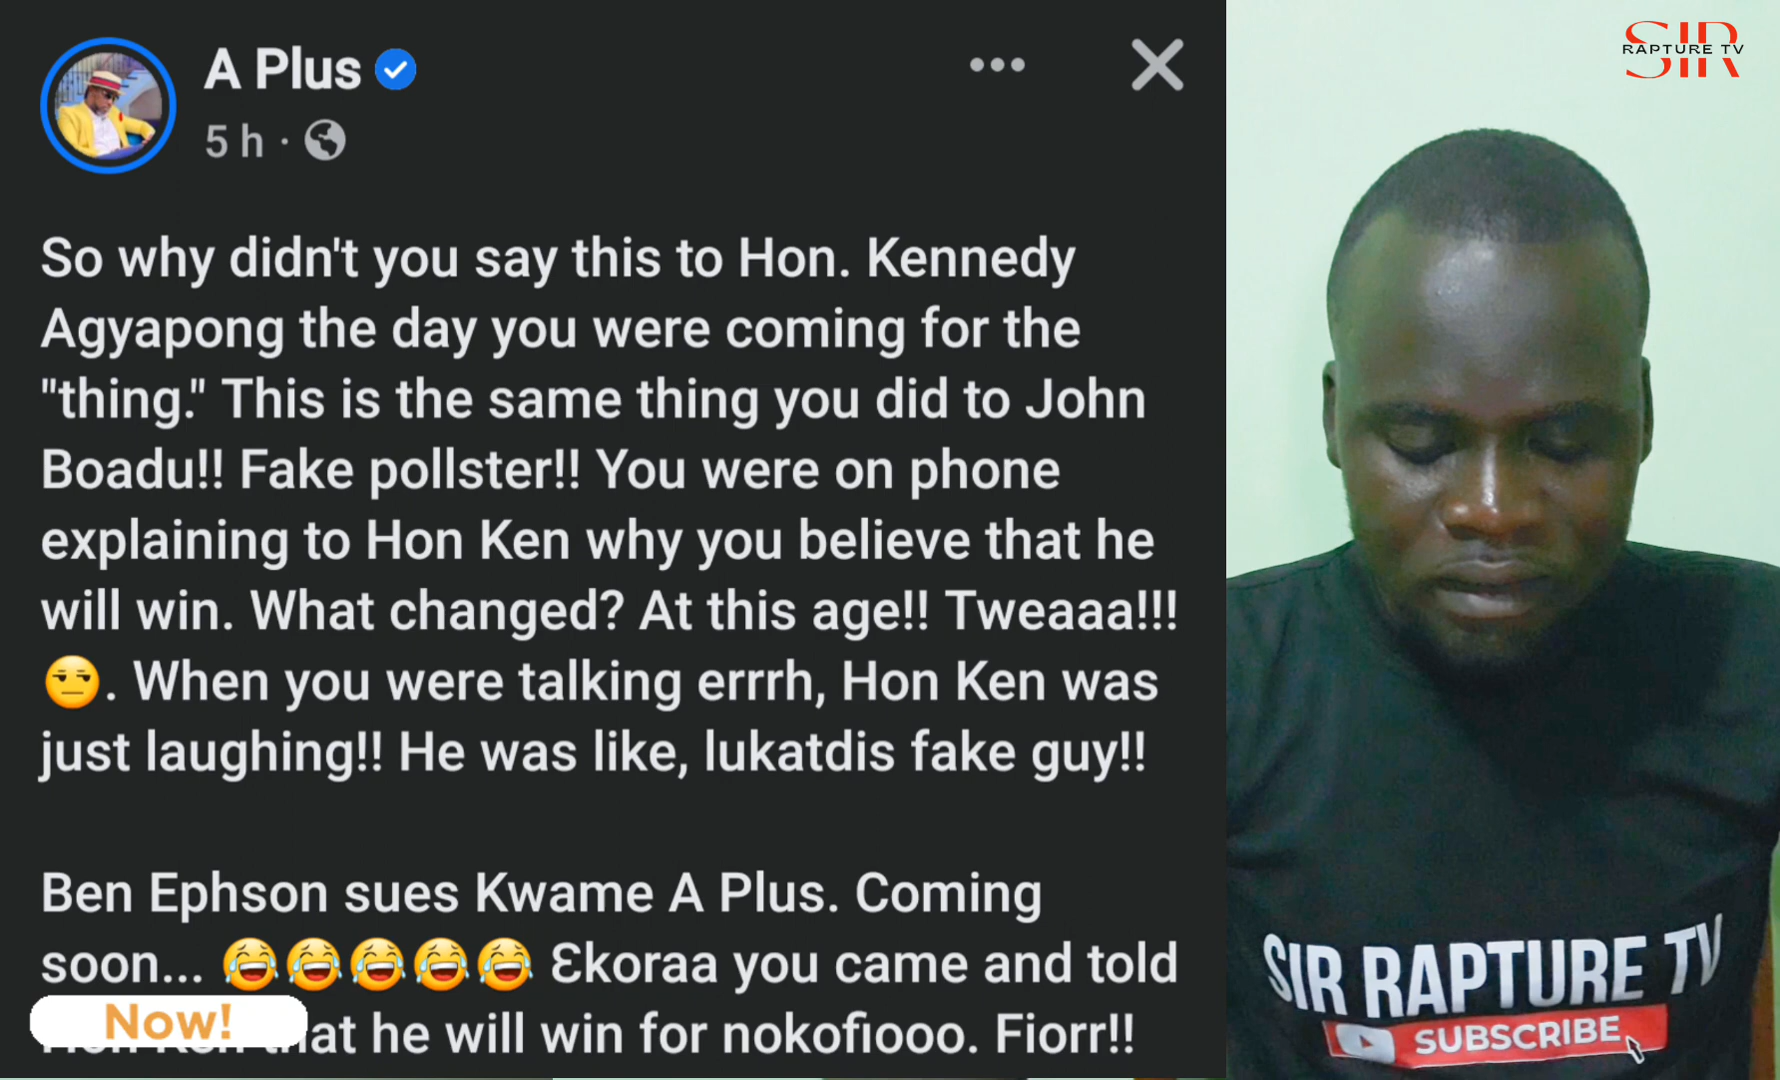 A Plus
5 h ·
So why didn't you say this to Hon. Kennedy
Agyapong the day you were coming for the
"thing." This is the same thing you did to John
Boadu!! Fake pollster!! You were on phone
explaining to Hon Ken why you believe that he
will win. What changed? At this age!! Tweaaa!!!
😒. When you were talking errrh, Hon Ken was
just laughing!! He was like, lukatdis fake guy!!
Ben Ephson sues Kwame A Plus. Coming
soon... 😂😂😂😂😂 Ɛkoraa you came and told
Hon Ken that he will win for nokofiooo. Fiorr!!
Now!
SIR
RAPTURE TV
SIR RAPTURE TV
SUBSCRIBE